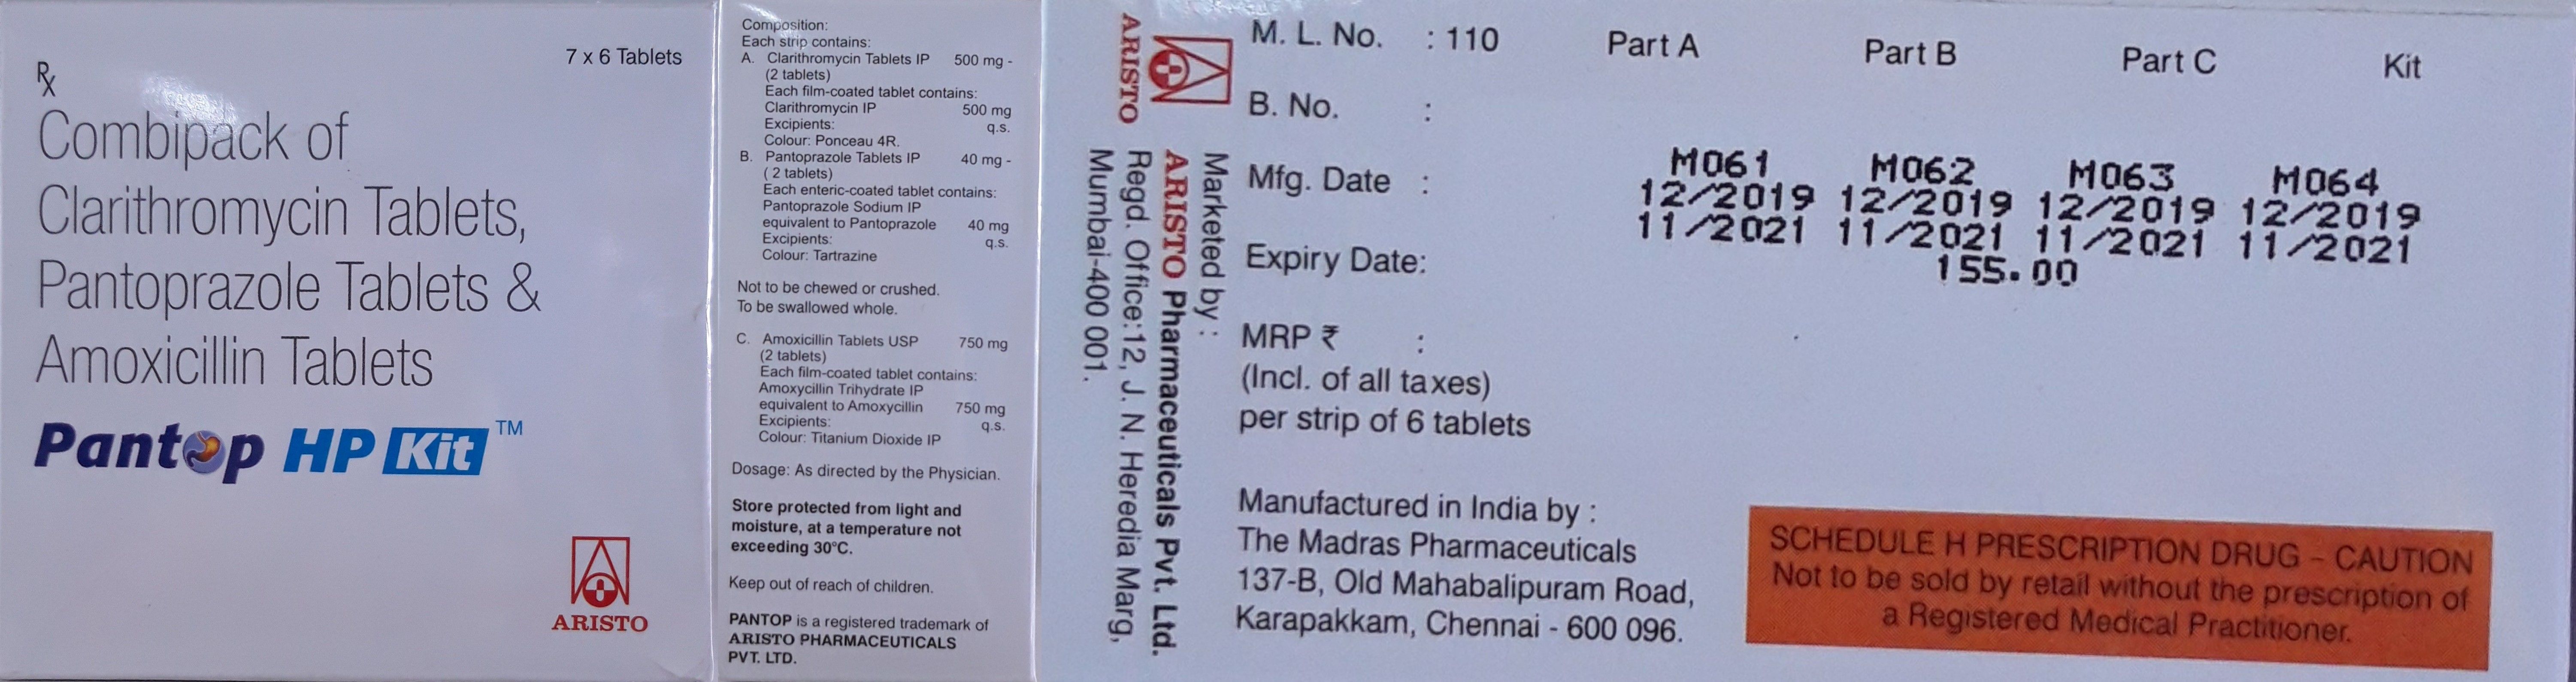 7 x 6 Tablets
Rx
Combipack of
Clarithromycin Tablets,
Pantoprazole Tablets &
Amoxicillin Tablets
Pantop HP Kit TM
ARISTO
Composition:
Each strip contains:
A. Clarithromycin Tablets IP 500 mg -
(2 tablets)
Each film-coated tablet contains:
Clarithromycin IP 500 mg
Excipients: q.s.
Colour: Ponceau 4R.
B. Pantoprazole Tablets IP 40 mg -
( 2 tablets)
Each enteric-coated tablet contains:
Pantoprazole Sodium IP
equivalent to Pantoprazole 40 mg
Excipients: q.s.
Colour: Tartrazine
Not to be chewed or crushed.
To be swallowed whole.
C. Amoxicillin Tablets USP 750 mg
(2 tablets)
Each film-coated tablet contains:
Amoxycillin Trihydrate IP
equivalent to Amoxycillin 750 mg
Excipients: q.s.
Colour: Titanium Dioxide IP
Dosage: As directed by the Physician.
Store protected from light and
moisture, at a temperature not
exceeding 30°C.
Keep out of reach of children.
PANTOP is a registered trademark of
ARISTO PHARMACEUTICALS
PVT. LTD.
ARISTO
Marketed by :
ARISTO Pharmaceuticals Pvt. Ltd.
Regd. Office:12, J. N. Heredia Marg,
Mumbai-400 001.
M. L. No. : 110 Part A Part B Part C Kit
B. No. :
M061 M062 M063 M064
Mfg. Date :
12/2019 12/2019 12/2019 12/2019
11/2021 11/2021 11/2021 11/2021
Expiry Date:
155.00
MRP ₹ :
(Incl. of all taxes)
per strip of 6 tablets
Manufactured in India by :
The Madras Pharmaceuticals
137-B, Old Mahabalipuram Road,
Karapakkam, Chennai - 600 096.
SCHEDULE H PRESCRIPTION DRUG - CAUTION
Not to be sold by retail without the prescription of
a Registered Medical Practitioner.